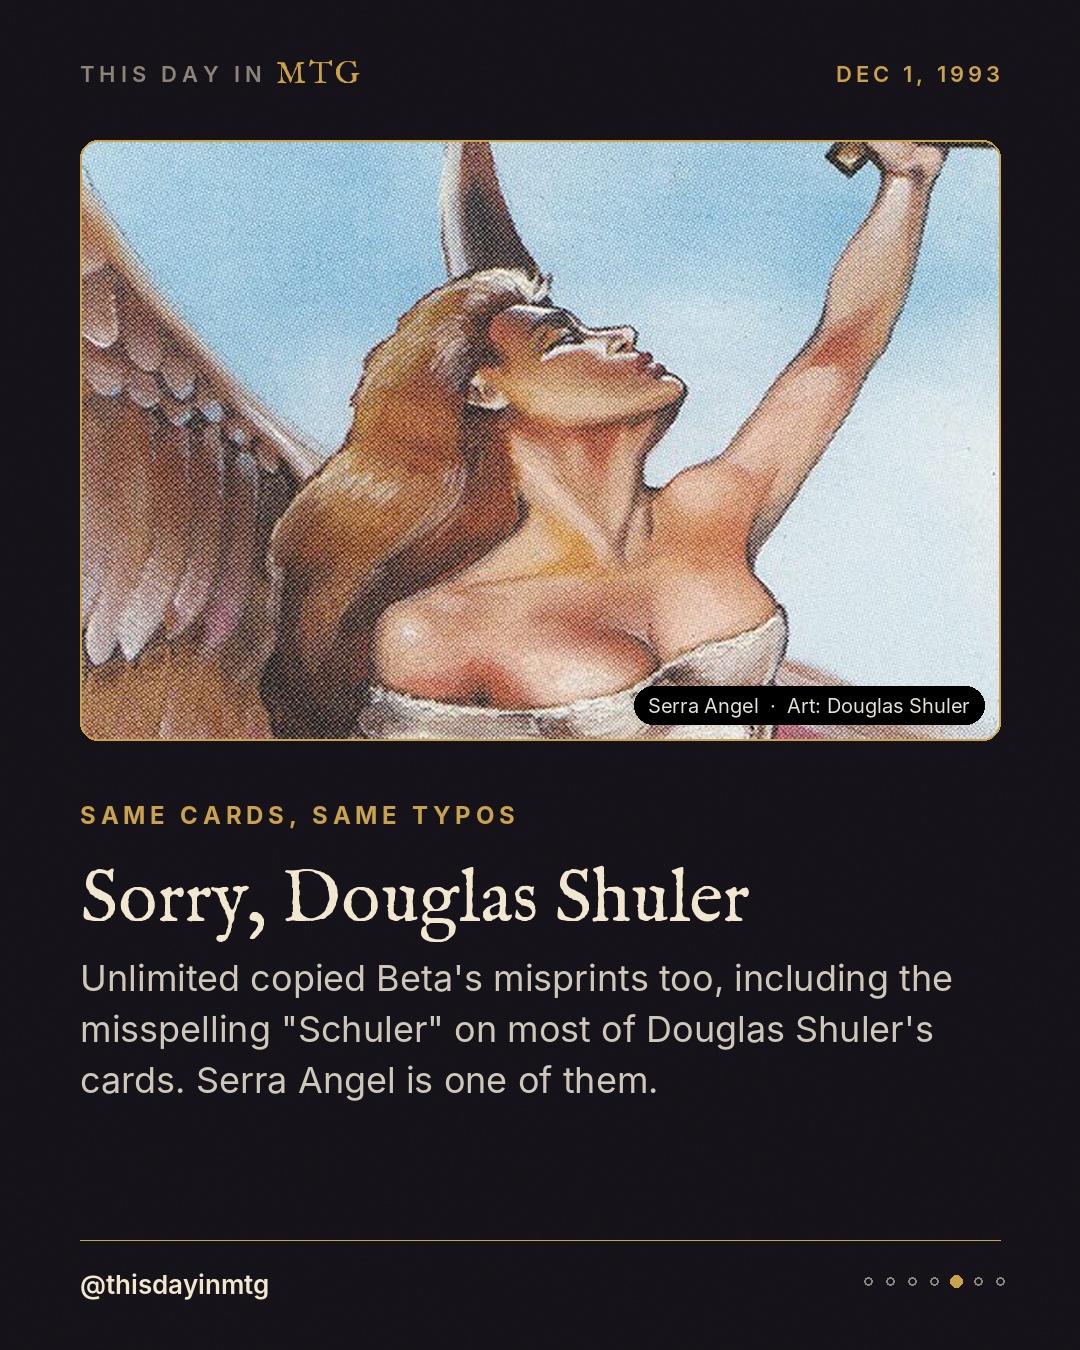 THIS DAY IN MTG
DEC 1, 1993
Serra Angel · Art: Douglas Shuler
SAME CARDS, SAME TYPOS
Sorry, Douglas Shuler
Unlimited copied Beta's misprints too, including the
misspelling "Schuler" on most of Douglas Shuler's
cards. Serra Angel is one of them.
@thisdayinmtg